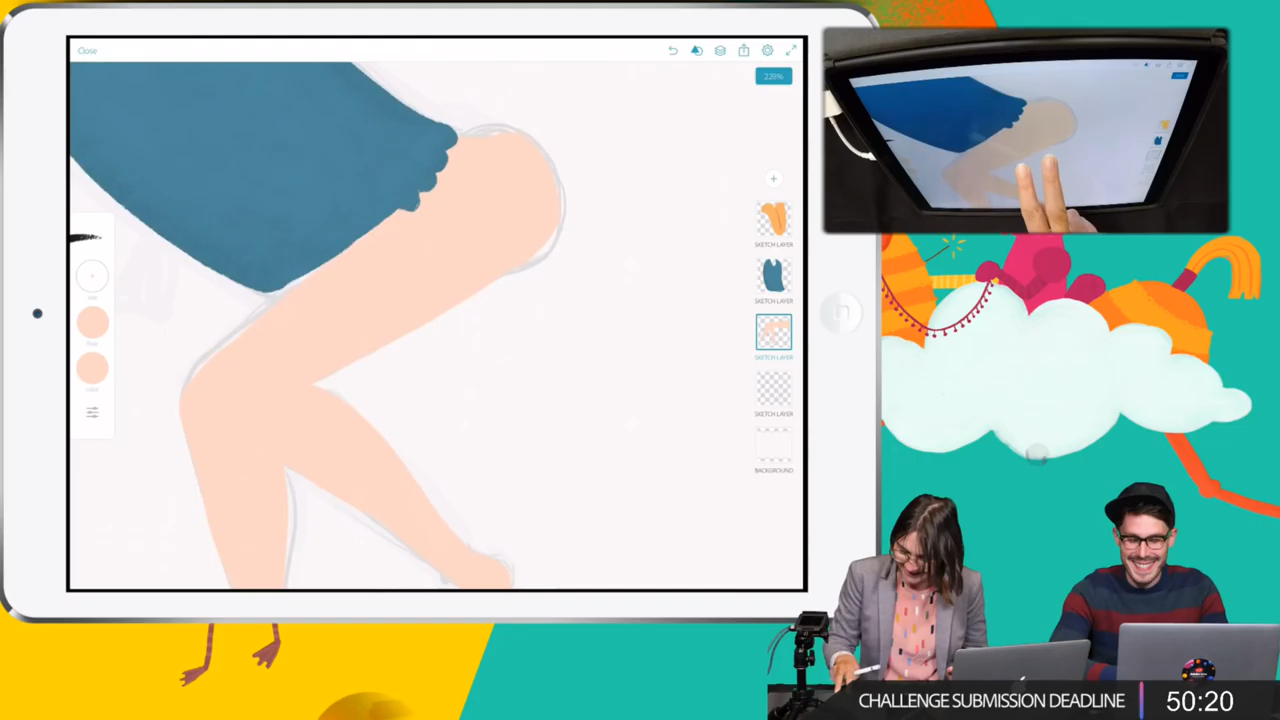 Close
228%
SKETCH LAYER
SKETCH LAYER
SKETCH LAYER
SKETCH LAYER
BACKGROUND
CHALLENGE SUBMISSION DEADLINE
50:20